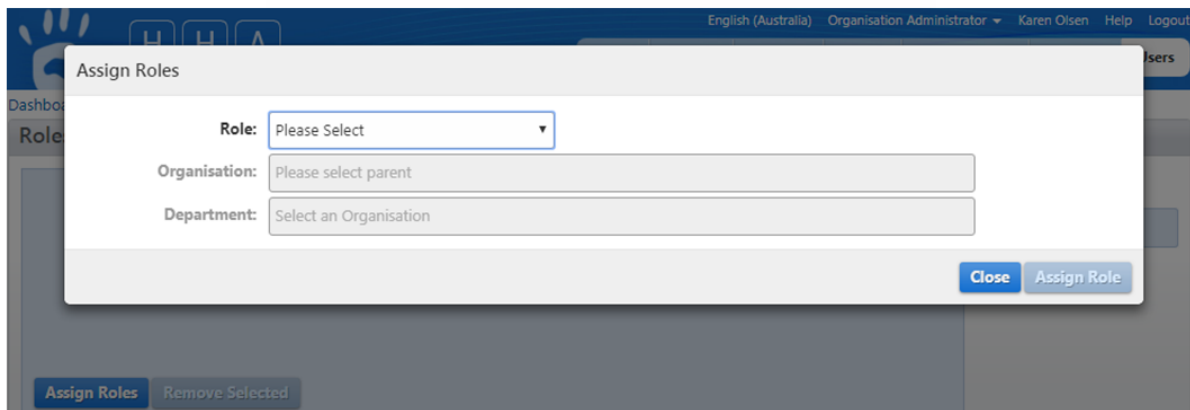 English (Australia) Organisation Administrator Karen Olsen Help Logout
H H A
Users
Assign Roles
Dashboa
Role: Please Select
Role
Organisation: Please select parent
Department: Select an Organisation
Close Assign Role
Assign Roles Remove Selected